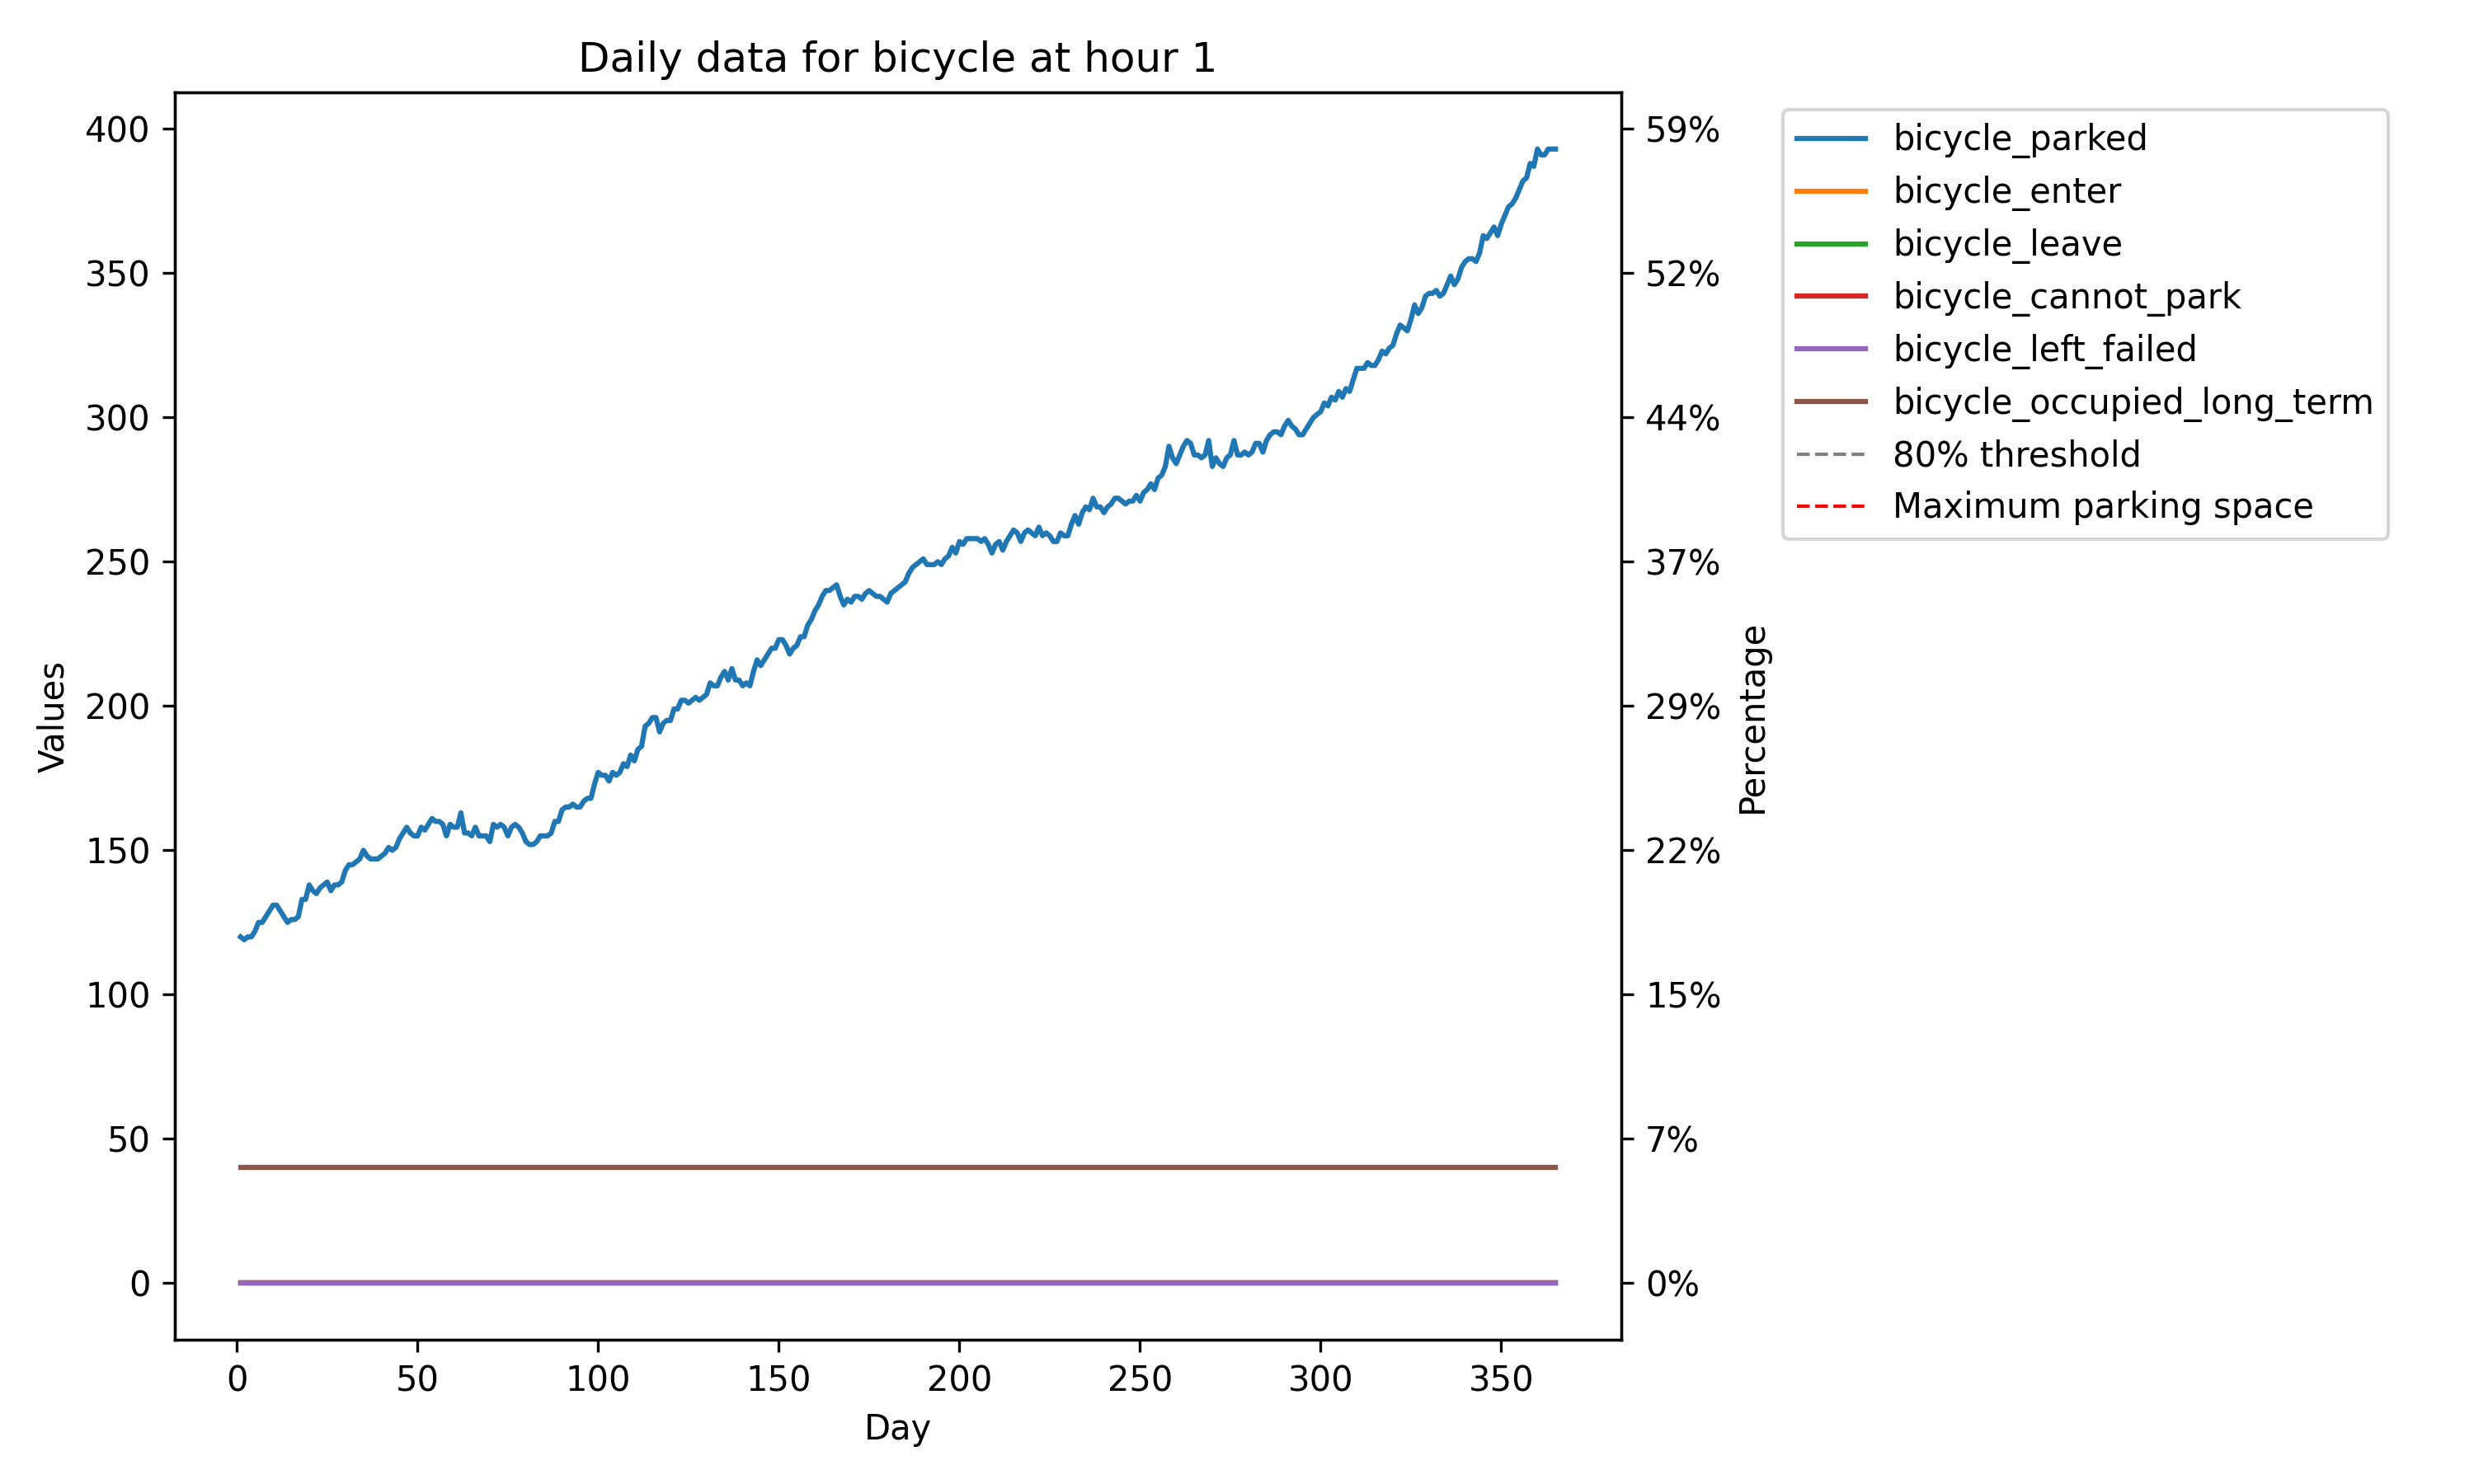 Daily data for bicycle at hour 1
400
350
300
250
200
150
100
50
0
Values
0
50
100
150
200
250
300
350
Day
59%
52%
44%
37%
29%
22%
15%
7%
0%
Percentage
bicycle_parked
bicycle_enter
bicycle_leave
bicycle_cannot_park
bicycle_left_failed
bicycle_occupied_long_term
80% threshold
Maximum parking space